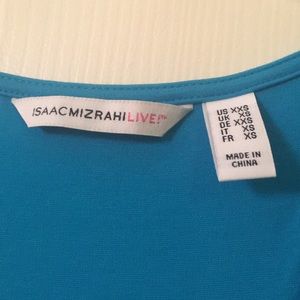 ISAACMIZRAHILIVE!™
US XXS
UK XS
DE XXS
IT XS
FR XS
MADE IN
CHINA